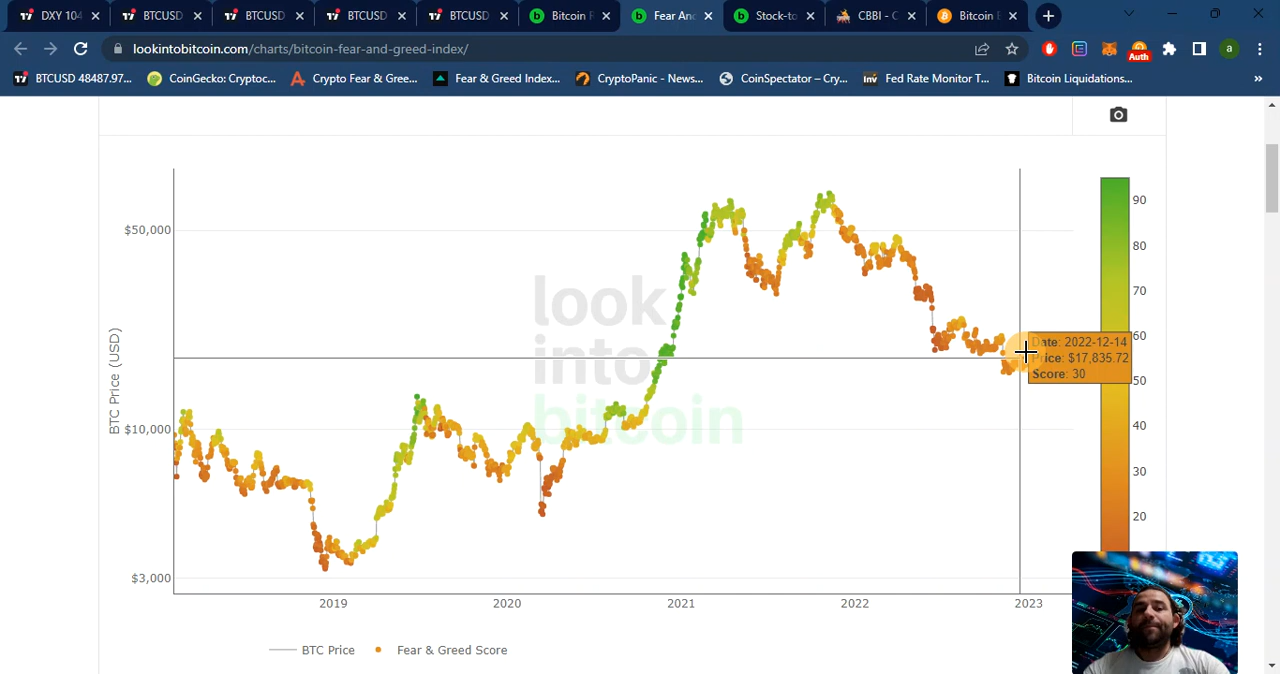 DXY 104
BTCUSD
BTCUSD
BTCUSD
BTCUSD
Bitcoin F
Fear And
Stock-to
CBBI - C
Bitcoin
lookintobitcoin.com/charts/bitcoin-fear-and-greed-index/
a
Auth
BTCUSD 48487.97...
CoinGecko: Cryptoc...
Crypto Fear & Gree...
Fear & Greed Index...
CryptoPanic - News...
CoinSpectator – Cry...
Fed Rate Monitor T...
Bitcoin Liquidations...
»
look
into
bitcoin
BTC Price (USD)
$50,000
$10,000
$3,000
2019
2020
2021
2022
2023
Date: 2022-12-14
Price: $17,835.72
Score: 30
90
80
70
60
50
40
30
20
BTC Price
Fear & Greed Score